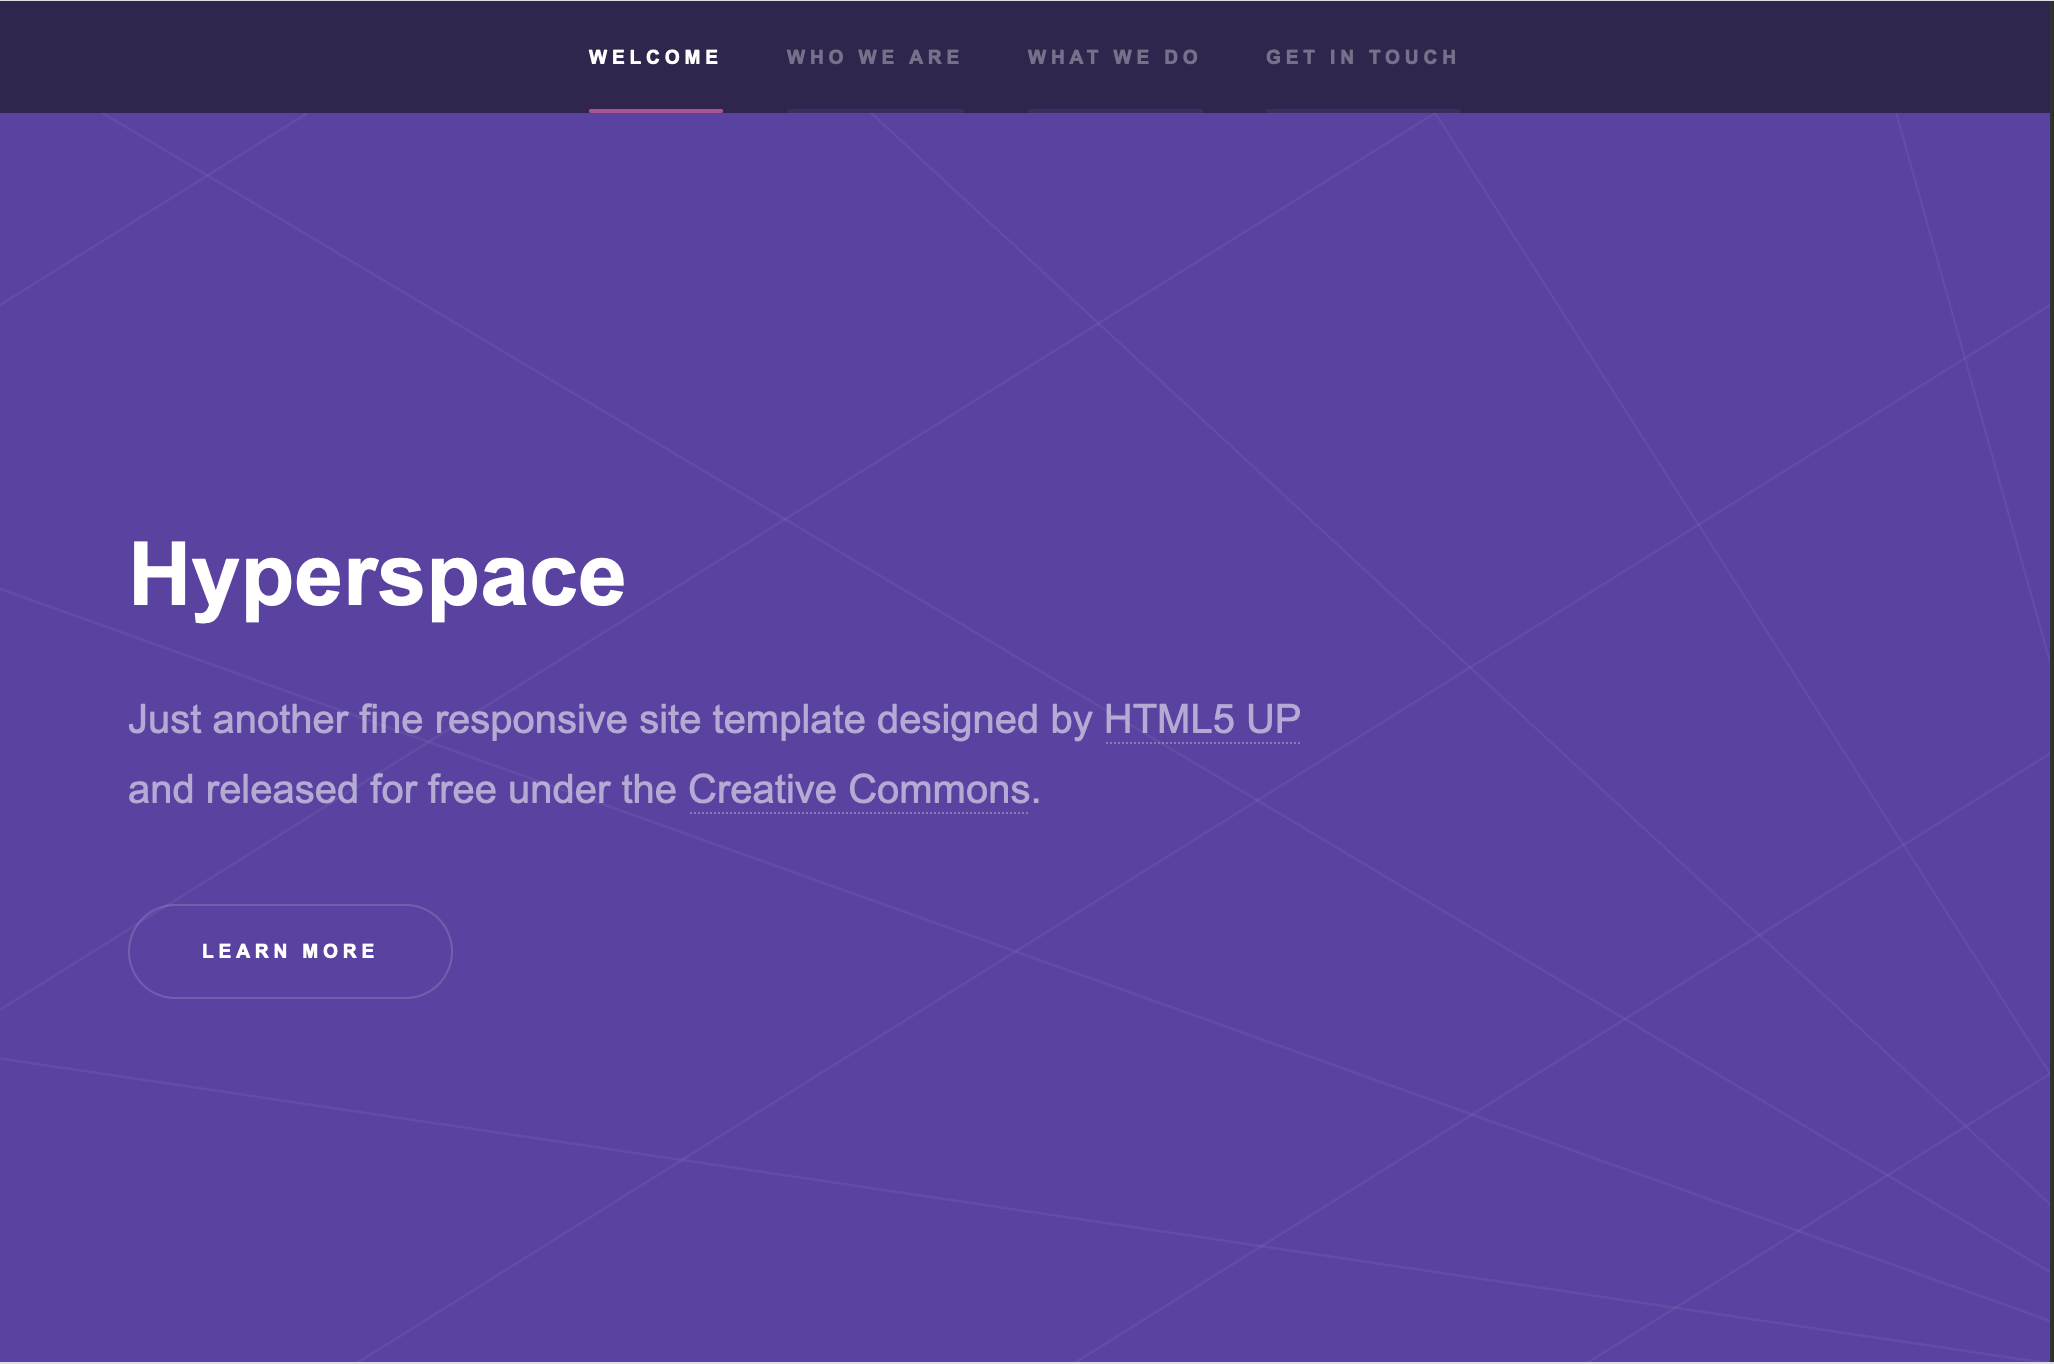 WELCOME WHO WE ARE WHAT WE DO GET IN TOUCH
Hyperspace
Just another fine responsive site template designed by HTML5 UP
and released for free under the Creative Commons.
LEARN MORE